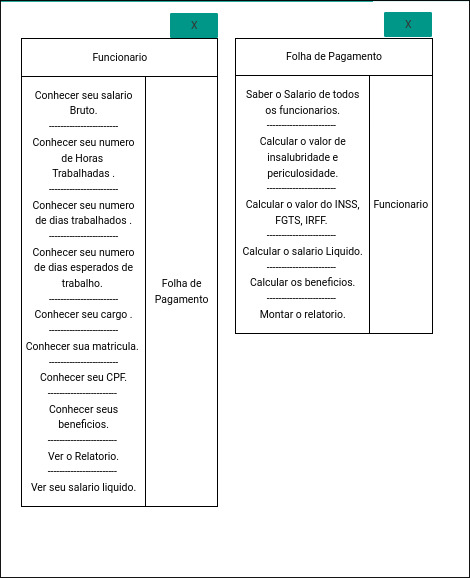 X
Funcionario
Conhecer seu salario
Bruto.
-----------------------
Conhecer seu numero
de Horas
Trabalhadas .
-----------------------
Conhecer seu numero
de dias trabalhados .
-----------------------
Conhecer seu numero
de dias esperados de
trabalho.
-----------------------
Conhecer seu cargo .
-----------------------
Conhecer sua matricula.
-----------------------
Conhecer seu CPF.
-----------------------
Conhecer seus
beneficios.
-----------------------
Ver o Relatorio.
-----------------------
Ver seu salario liquido.
Folha de
Pagamento
X
Folha de Pagamento
Saber o Salario de todos
os funcionarios.
-----------------------
Calcular o valor de
insalubridade e
periculosidade.
-----------------------
Calcular o valor do INSS,
FGTS, IRFF.
-----------------------
Calcular o salario Liquido.
-----------------------
Calcular os beneficios.
-----------------------
Montar o relatorio.
Funcionario